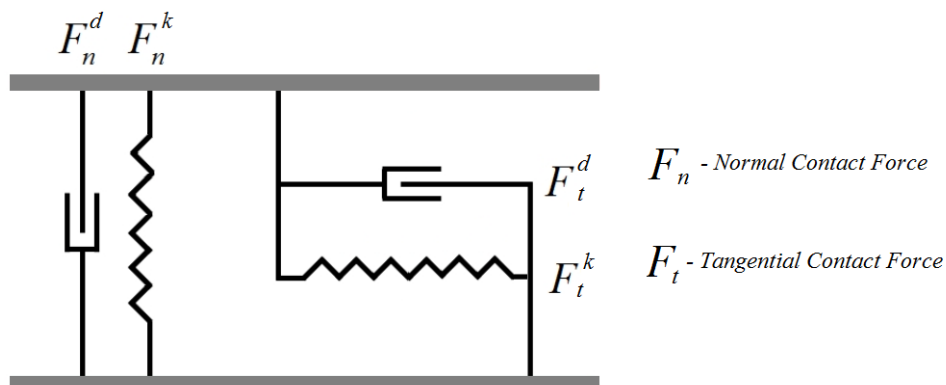 F_n^d F_n^k
F_t^d
F_n - Normal Contact Force
F_t^k
F_t - Tangential Contact Force